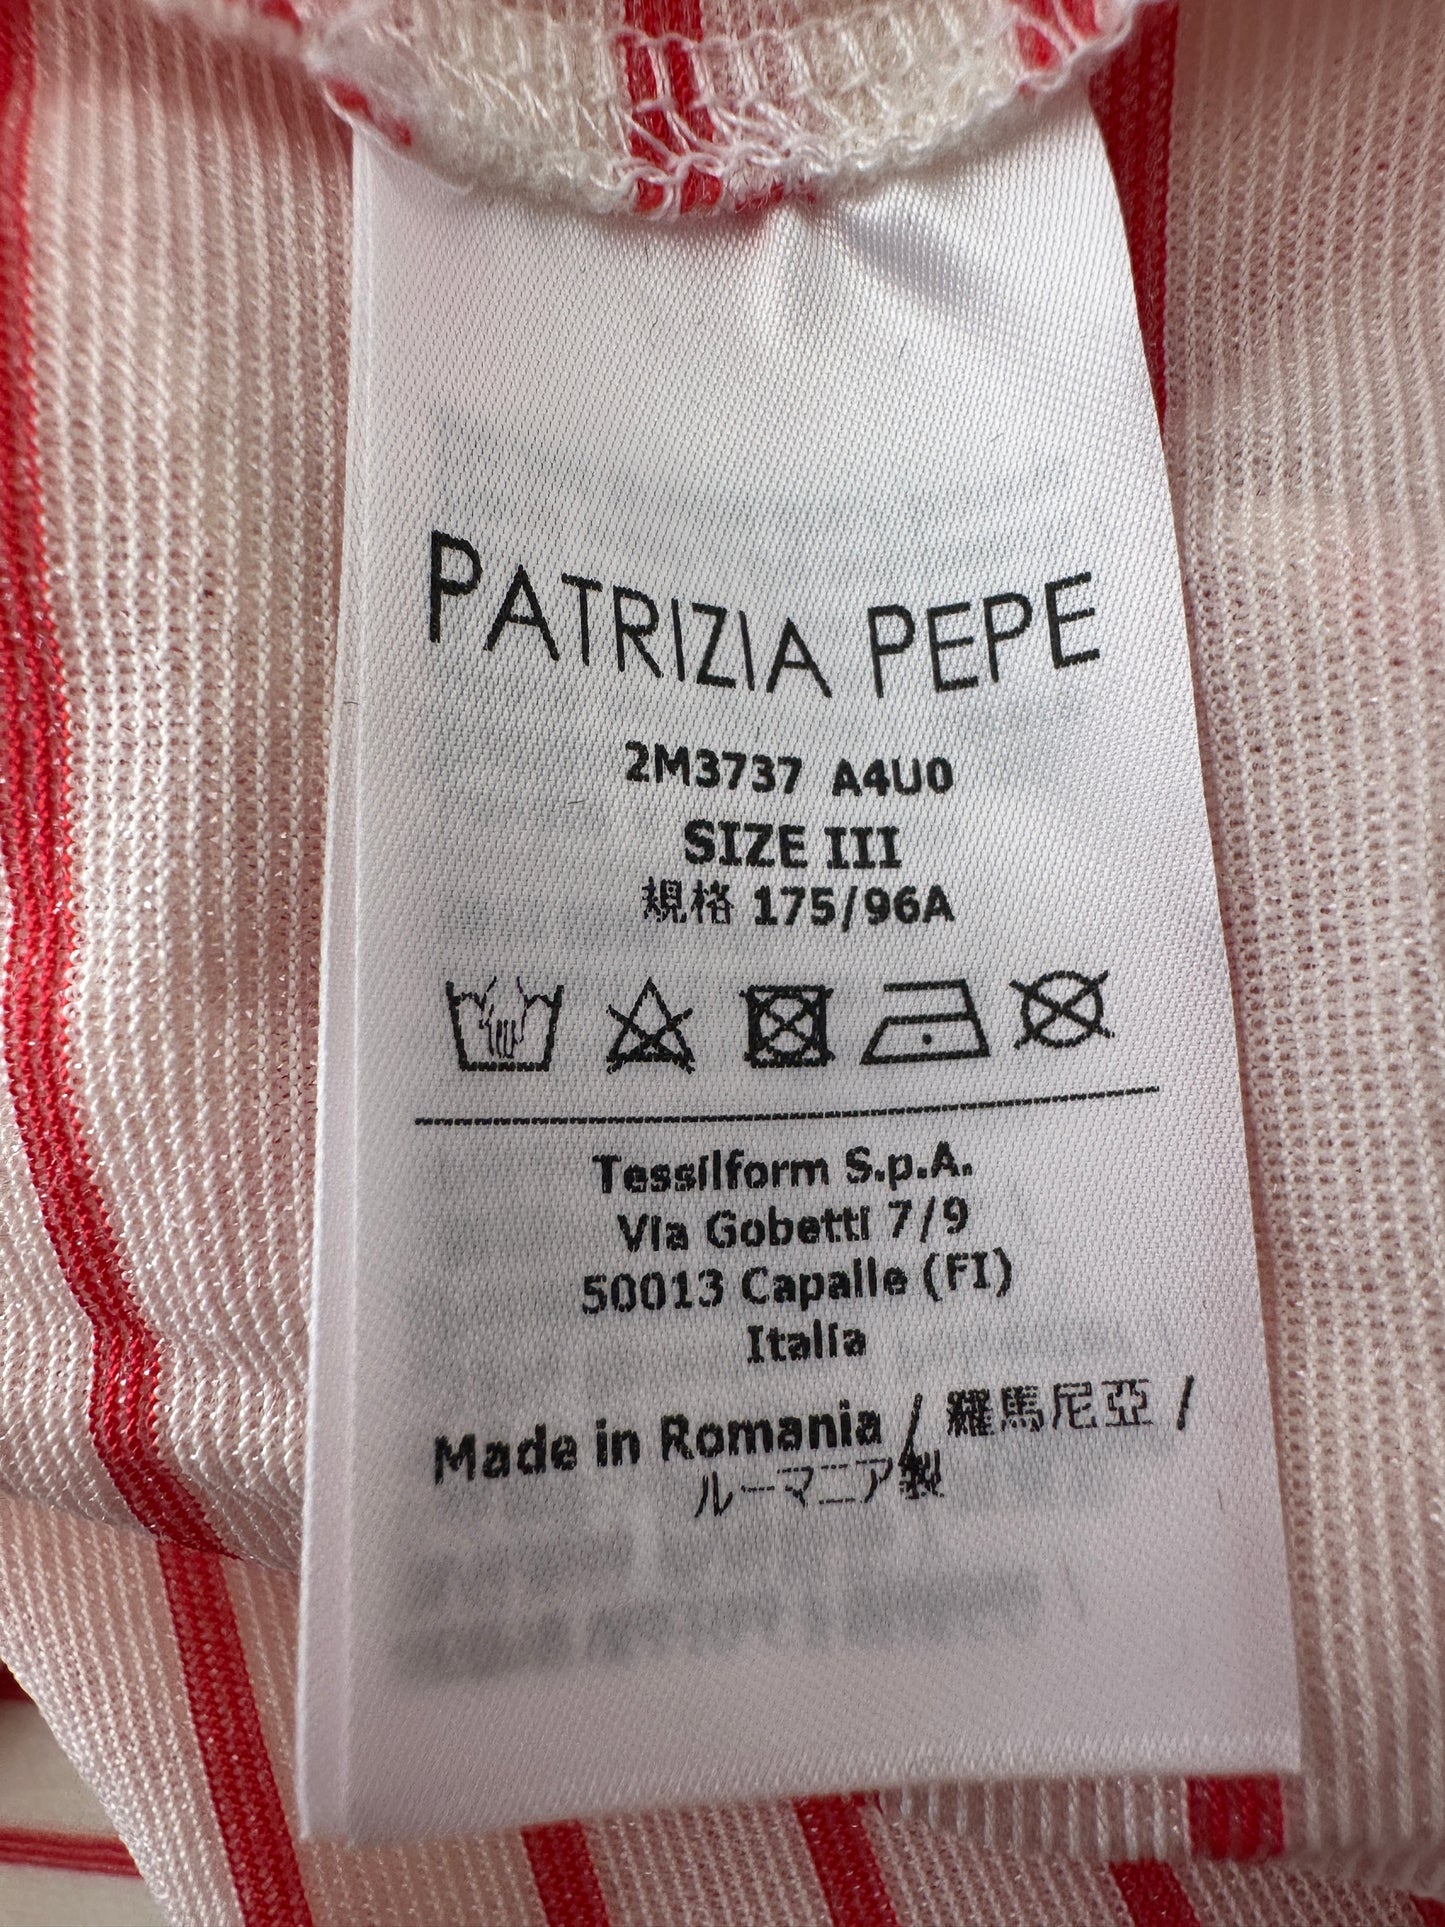 PATRIZIA PEPE
2M3737 A4U0
SIZE III
規格 175/96A
Tessilform S.p.A.
Via Gobetti 7/9
50013 Capalle (FI)
Italia
Made in Romania / 羅馬尼亞 /
ルーマニア製